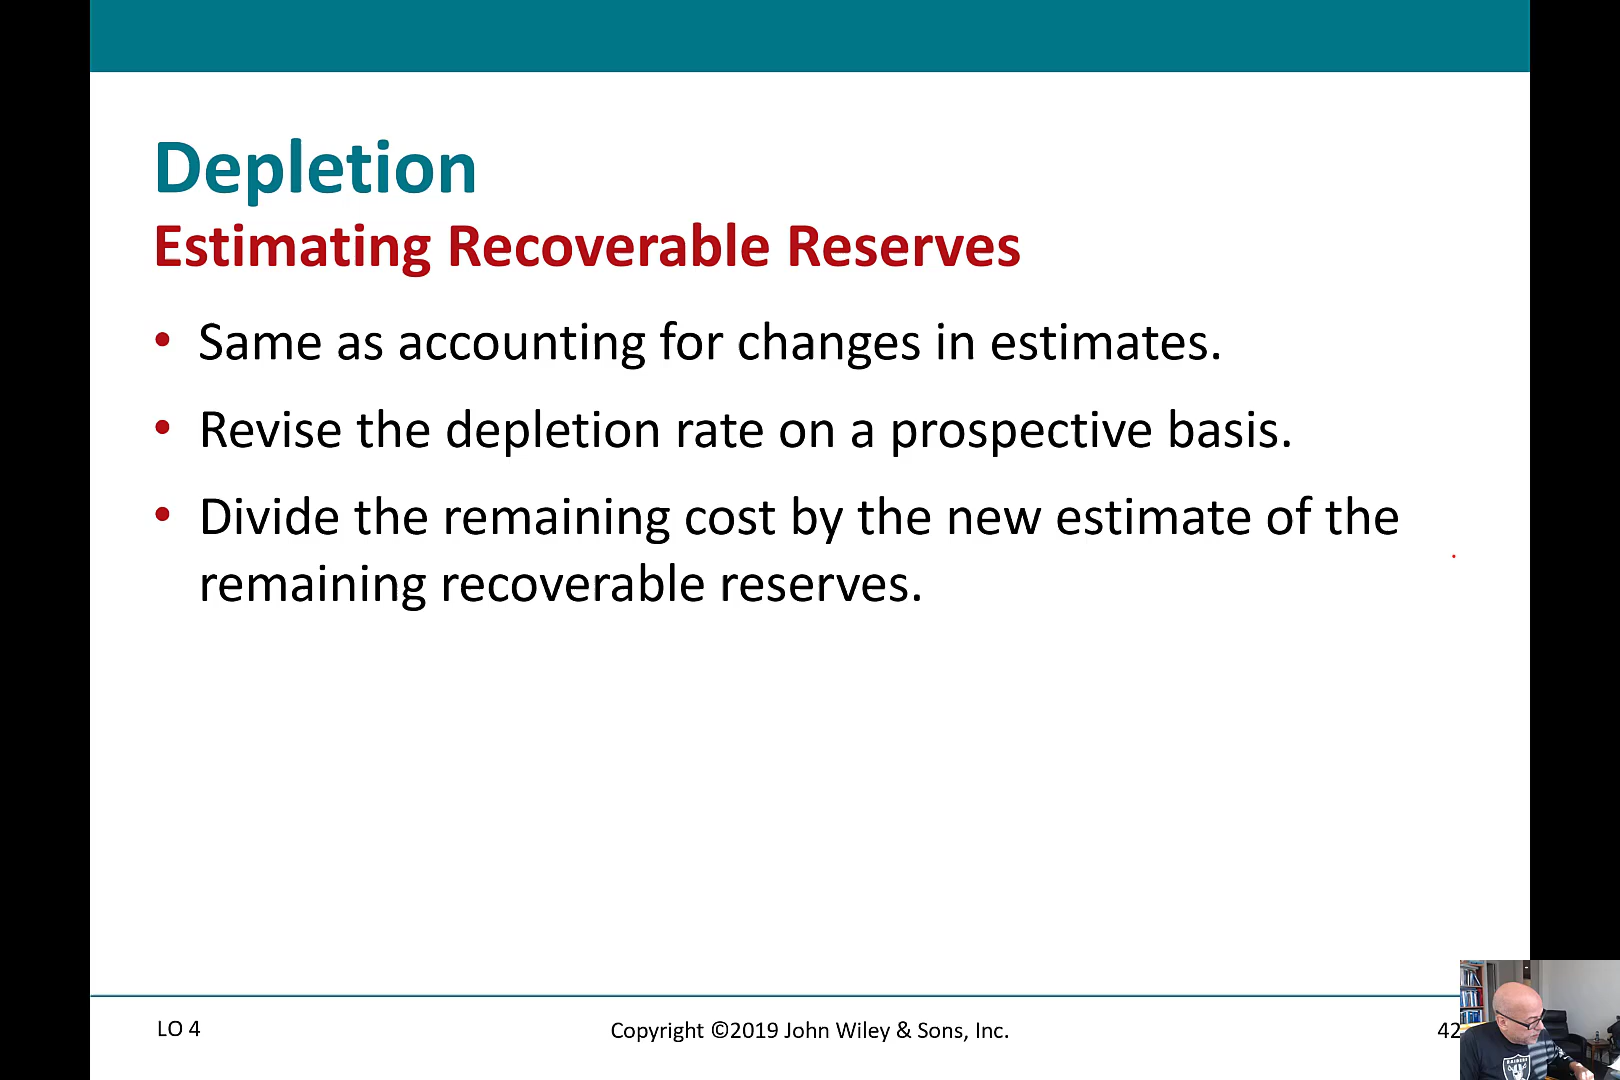 Depletion
Estimating Recoverable Reserves
• Same as accounting for changes in estimates.
• Revise the depletion rate on a prospective basis.
• Divide the remaining cost by the new estimate of the
remaining recoverable reserves.
LO 4
Copyright ©2019 John Wiley & Sons, Inc.
42
RAIDERS